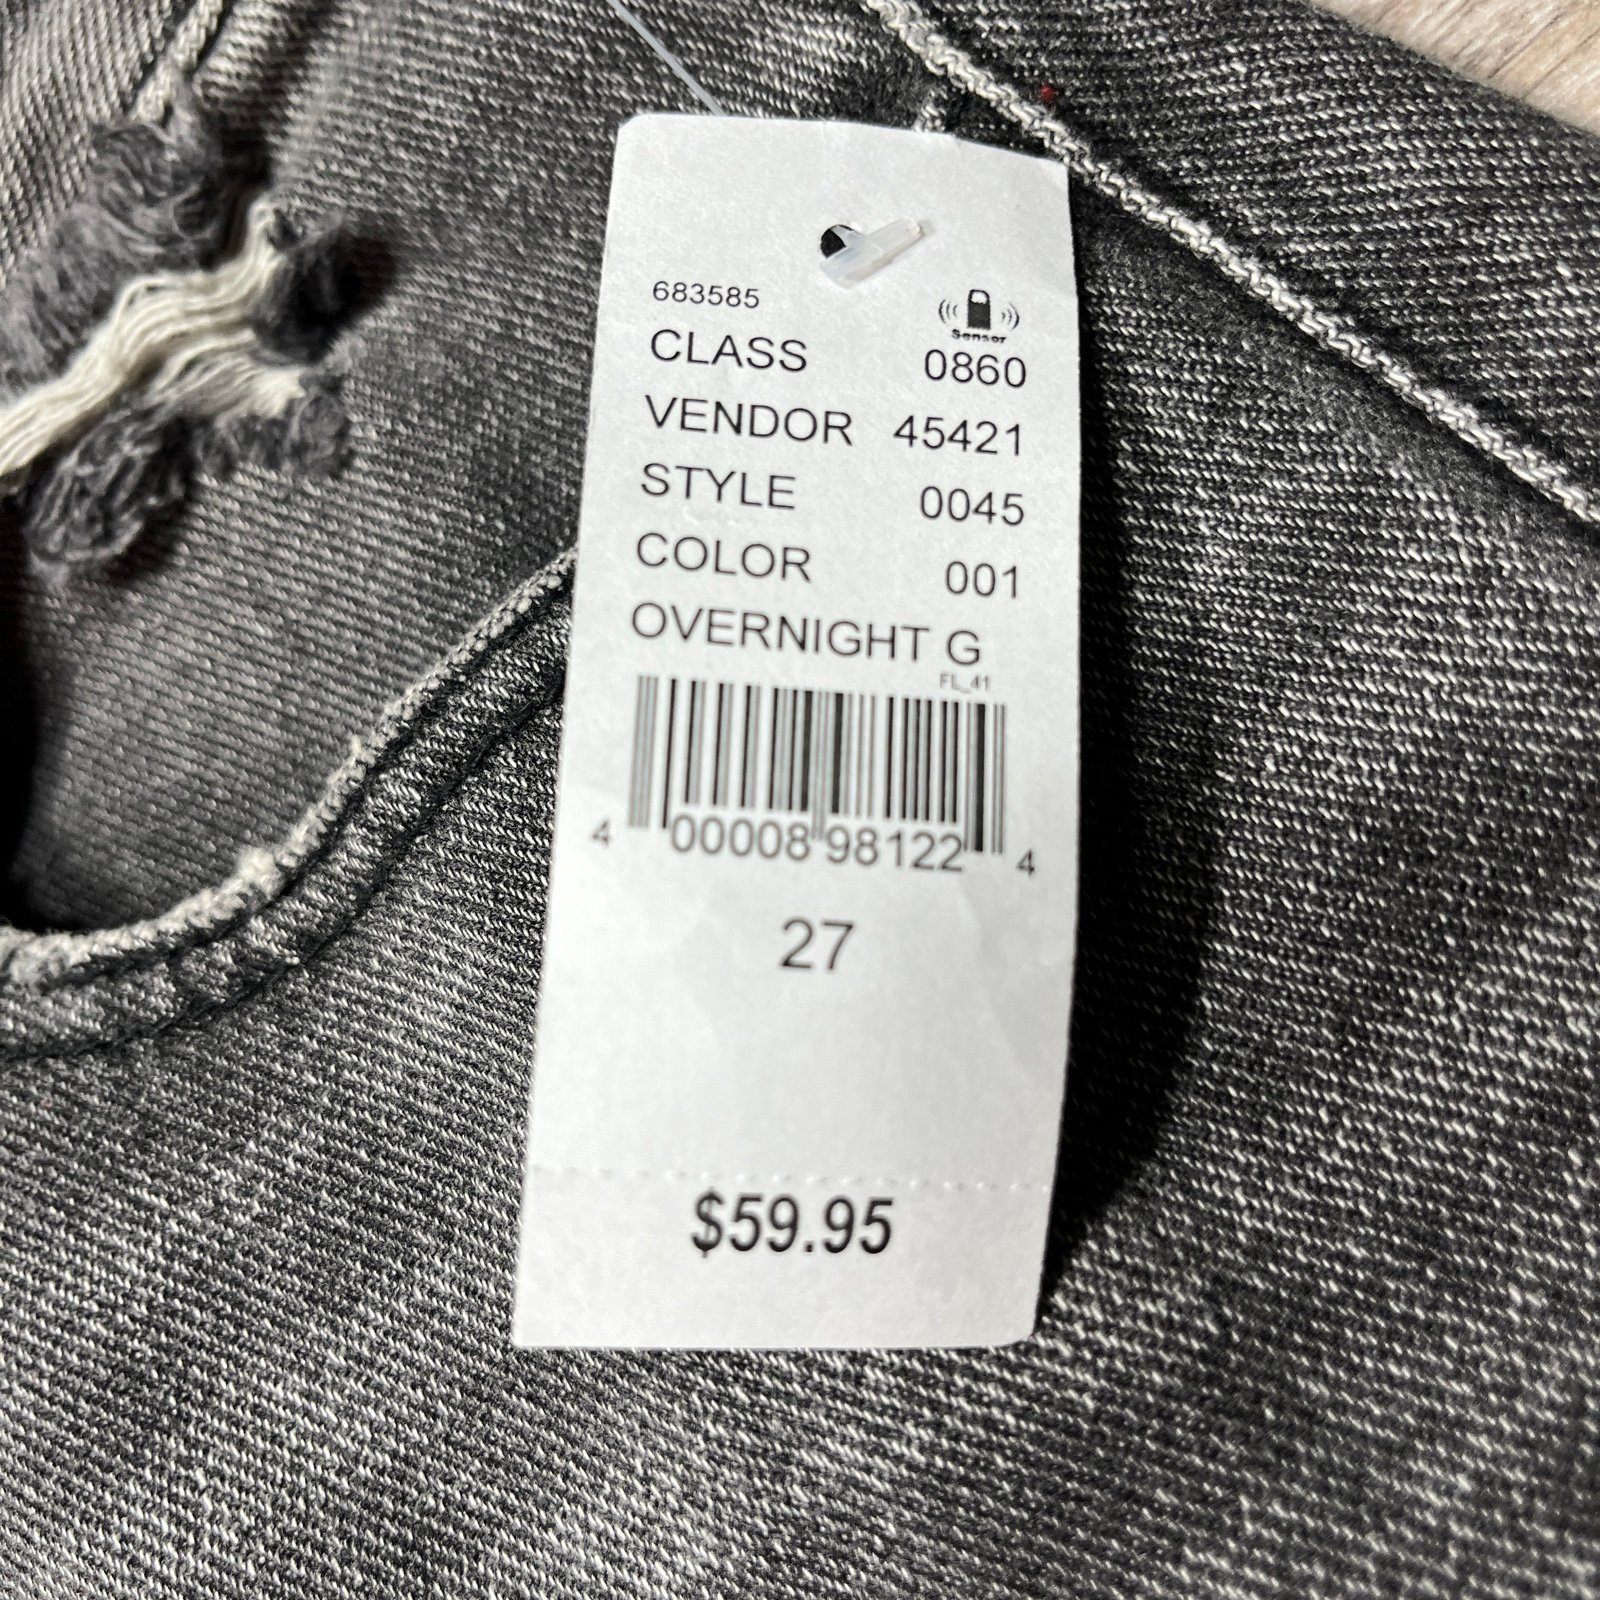 683585
Sensor
CLASS 0860
VENDOR 45421
STYLE 0045
COLOR 001
OVERNIGHT G
FL_41
4 00008 98122 4
27
$59.95